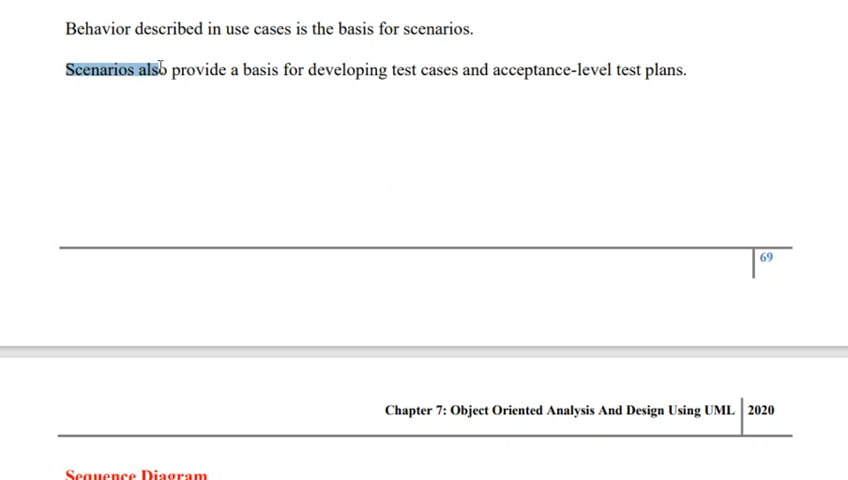 Behavior described in use cases is the basis for scenarios.
Scenarios also provide a basis for developing test cases and acceptance-level test plans.
69
Chapter 7: Object Oriented Analysis And Design Using UML 2020
Sequence Diagram